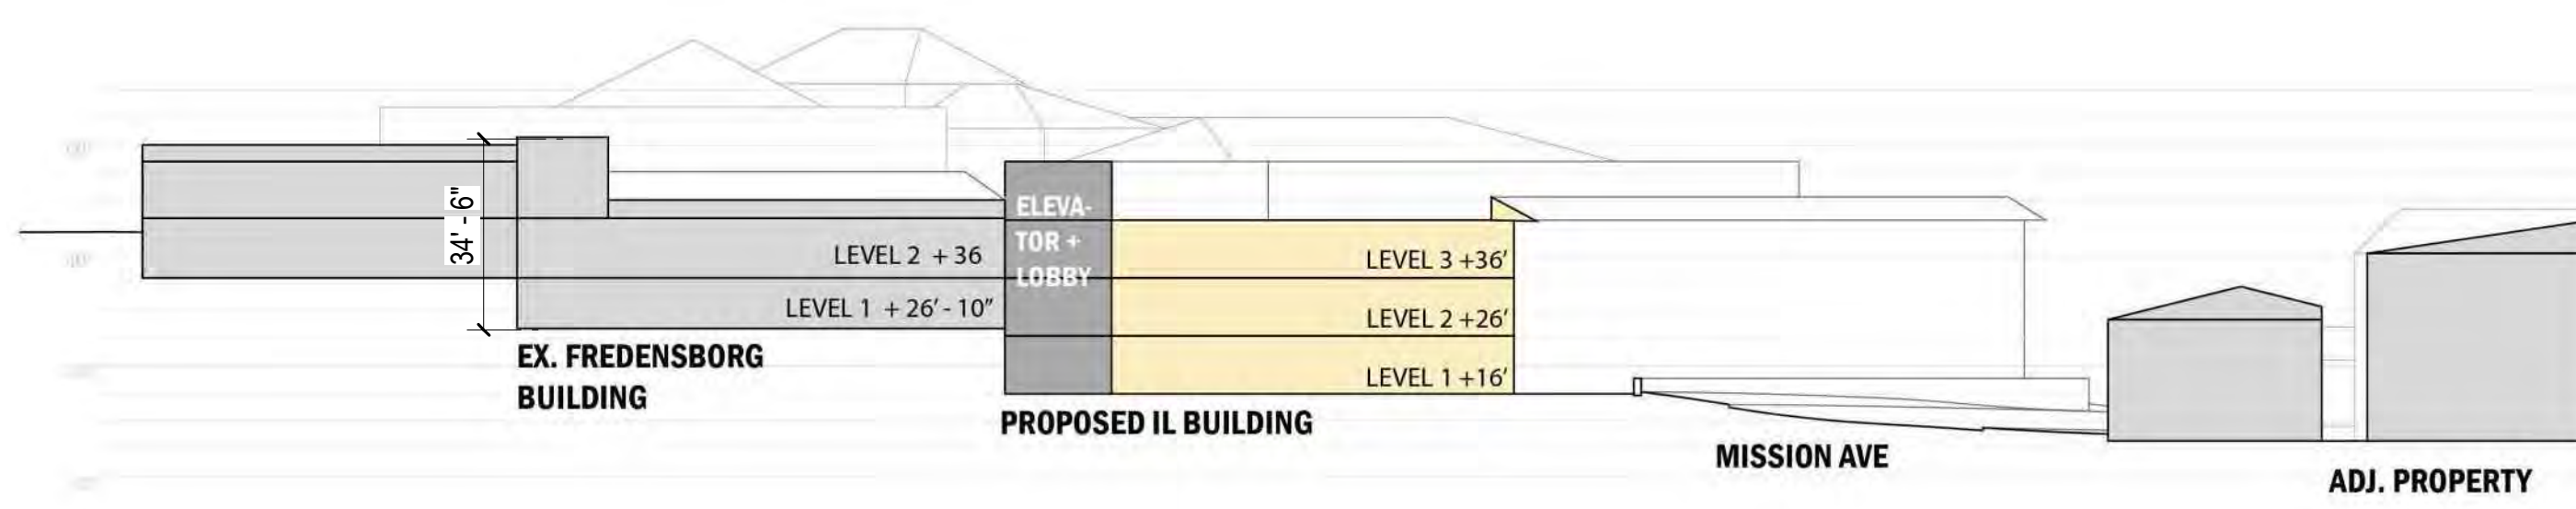 34' - 6"
ELEVA-
TOR +
LOBBY
LEVEL 2 + 36
LEVEL 3 +36’
LEVEL 1 + 26’ - 10”
LEVEL 2 +26’
EX. FREDENSBORG
BUILDING
LEVEL 1 +16’
PROPOSED IL BUILDING
MISSION AVE
ADJ. PROPERTY